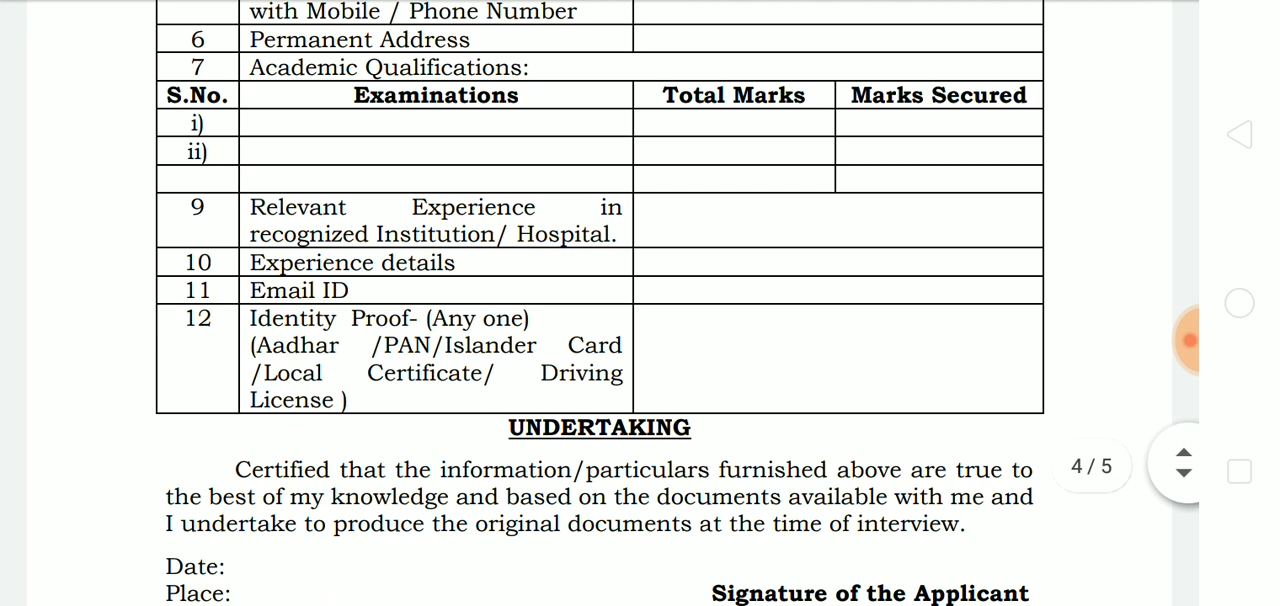 with Mobile / Phone Number
6 Permanent Address
7 Academic Qualifications:
S.No. Examinations Total Marks Marks Secured
i)
ii)
9 Relevant Experience in
recognized Institution/ Hospital.
10 Experience details
11 Email ID
12 Identity Proof- (Any one)
(Aadhar /PAN/Islander Card
/Local Certificate/ Driving
License )
UNDERTAKING
Certified that the information/particulars furnished above are true to
the best of my knowledge and based on the documents available with me and
I undertake to produce the original documents at the time of interview.
4 / 5
Date:
Place:
Signature of the Applicant